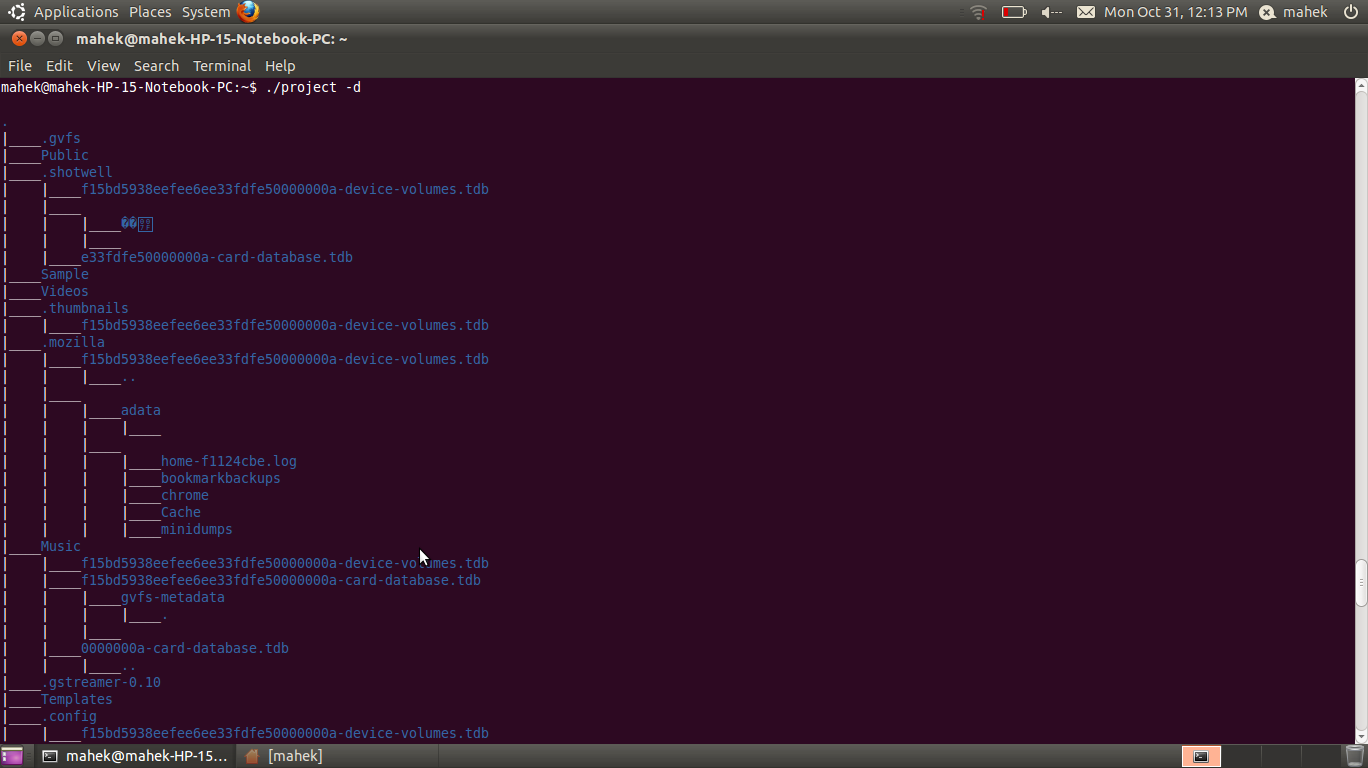 Applications Places System Mon Oct 31, 12:13 PM mahek
mahek@mahek-HP-15-Notebook-PC: ~
File Edit View Search Terminal Help
mahek@mahek-HP-15-Notebook-PC:~$ ./project -d
.
|____.gvfs
|____Public
|____.shotwell
|    |____f15bd5938eefee6ee33fdfe50000000a-device-volumes.tdb
|    |____
|    |    |____��
|    |    |____
|    |____e33fdfe50000000a-card-database.tdb
|____Sample
|____Videos
|____.thumbnails
|    |____f15bd5938eefee6ee33fdfe50000000a-device-volumes.tdb
|____.mozilla
|    |____f15bd5938eefee6ee33fdfe50000000a-device-volumes.tdb
|    |    |____..
|    |____
|    |    |____adata
|    |    |    |____
|    |    |____
|    |    |    |____home-f1124cbe.log
|    |    |    |____bookmarkbackups
|    |    |    |____chrome
|    |    |    |____Cache
|    |    |    |____minidumps
|____Music
|    |____f15bd5938eefee6ee33fdfe50000000a-device-volumes.tdb
|    |____f15bd5938eefee6ee33fdfe50000000a-card-database.tdb
|    |    |____gvfs-metadata
|    |    |    |____.
|    |    |____
|    |____0000000a-card-database.tdb
|    |    |____..
|____.gstreamer-0.10
|____Templates
|____.config
|    |____f15bd5938eefee6ee33fdfe50000000a-device-volumes.tdb
mahek@mahek-HP-15... [mahek]